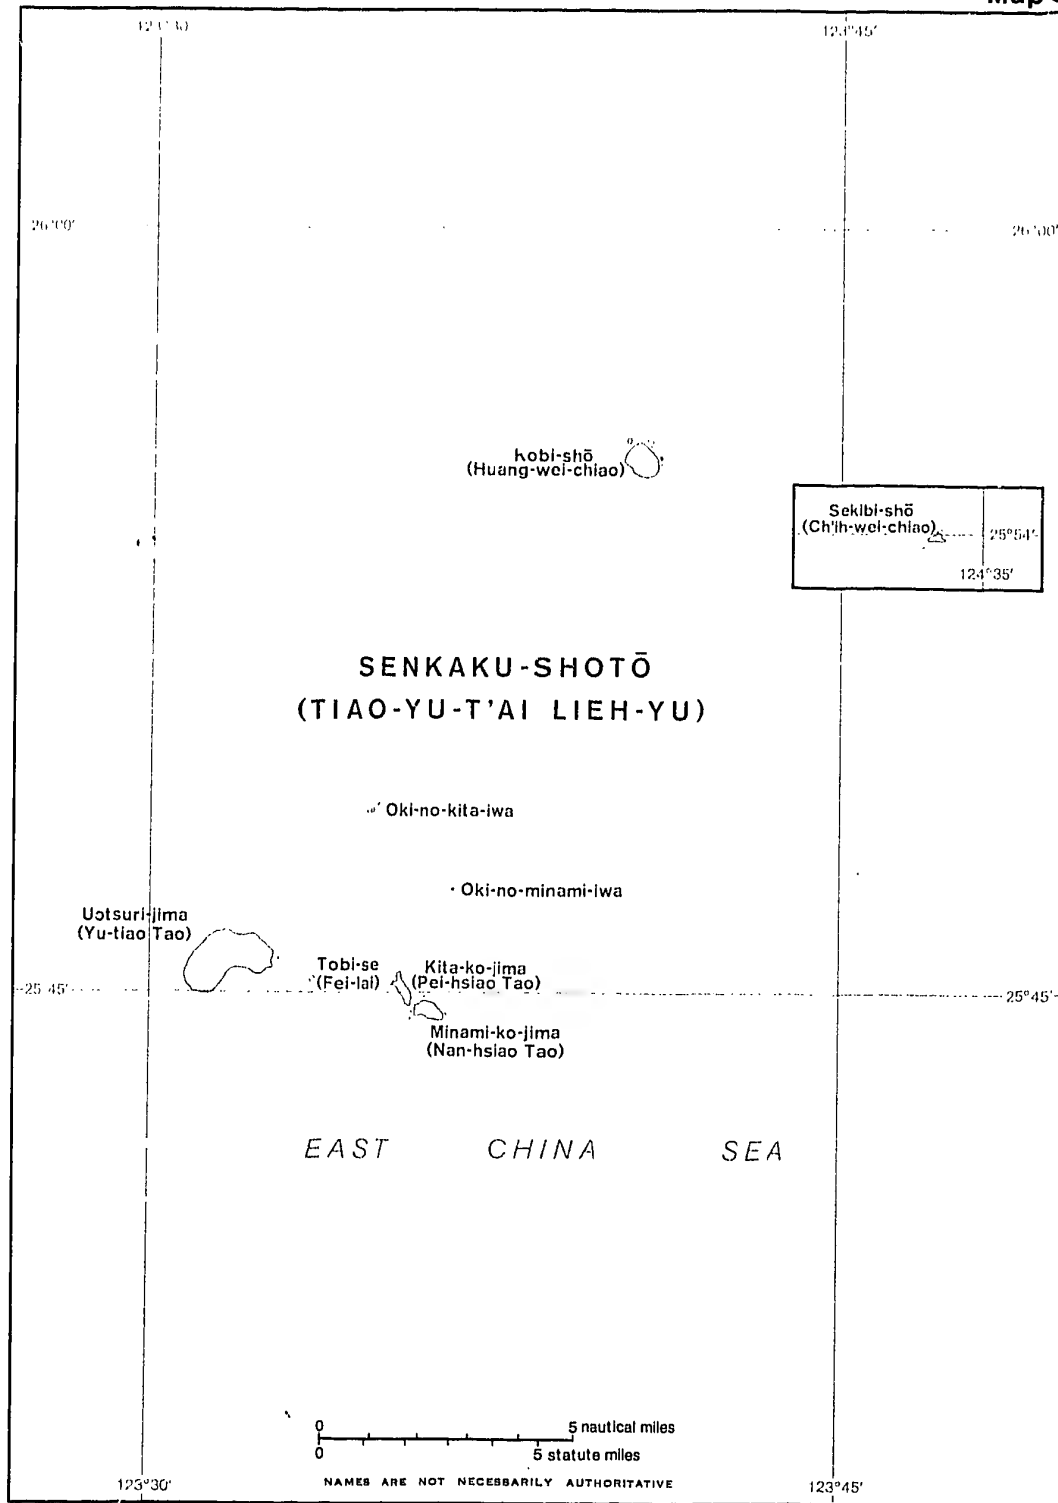 Map
123°30'
123°45'
26°00'
26°00'
Kobi-shō
(Huang-wei-chiao)
Sekibi-shō
(Ch'ih-wei-chiao)
25°54'
124°35'
SENKAKU-SHOTŌ
(TIAO-YU-T'AI LIEH-YU)
Oki-no-kita-iwa
Oki-no-minami-iwa
Uotsuri-jima
(Yu-tiao Tao)
Tobi-se
(Fei-lai)
Kita-ko-jima
(Pei-hsiao Tao)
25°45'
25°45'
Minami-ko-jima
(Nan-hsiao Tao)
EAST CHINA SEA
0 5 nautical miles
0 5 statute miles
NAMES ARE NOT NECESSARILY AUTHORITATIVE
123°30'
123°45'